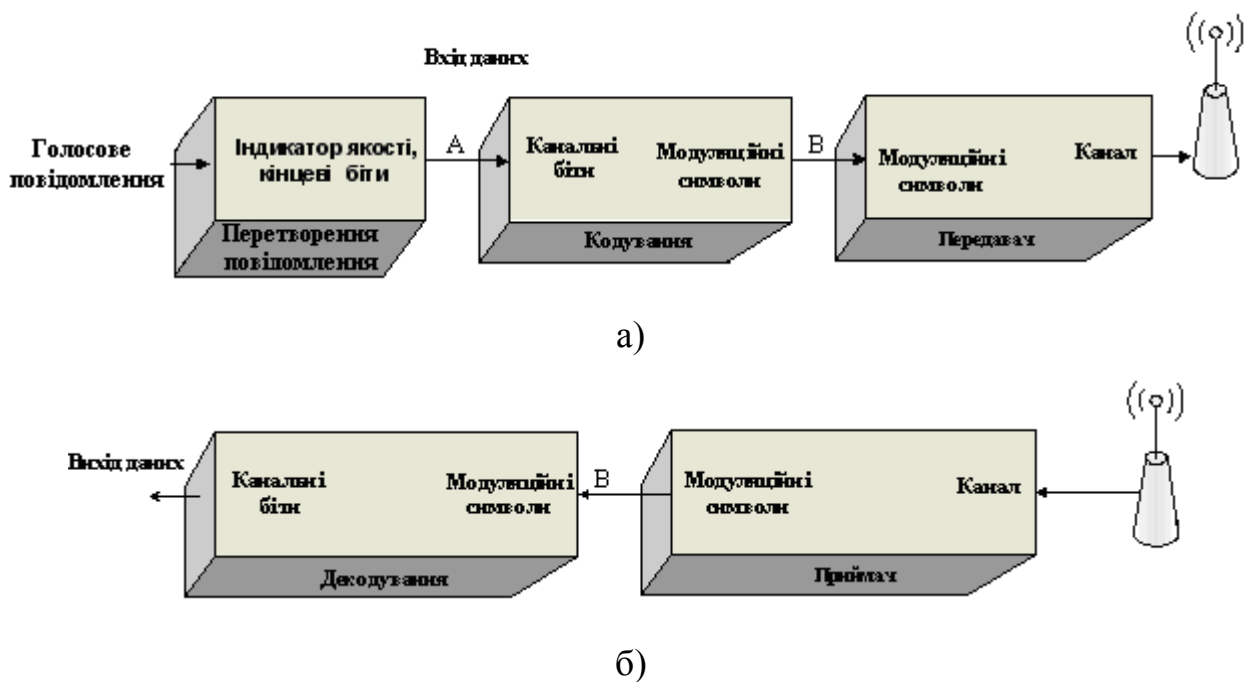 Вхід даних
Голосове
повідомлення
Індикатор якості,
кінцеві біти
Перетворення
повідомлення
A
Канальні
біти
Модуляційні
символи
Кодування
B
Модуляційні
символи
Канал
Передавач
а)
Вихід даних
Канальні
біти
Модуляційні
символи
Декодування
B
Модуляційні
символи
Канал
Приймач
б)